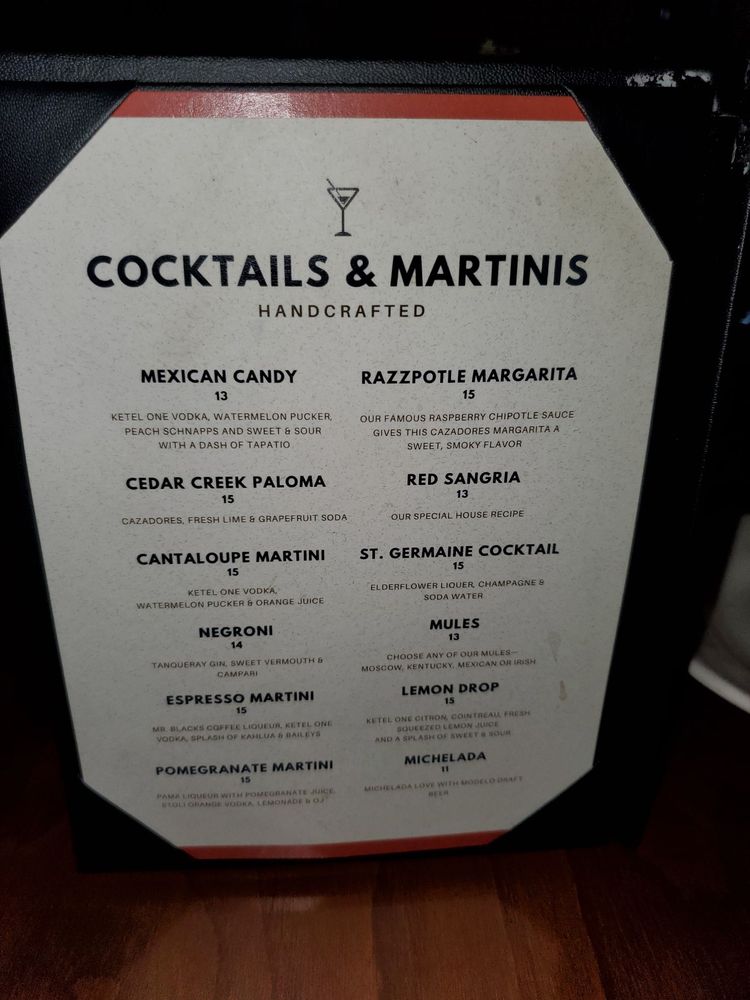 COCKTAILS & MARTINIS
HANDCRAFTED
MEXICAN CANDY
13
KETEL ONE VODKA, WATERMELON PUCKER,
PEACH SCHNAPPS AND SWEET & SOUR
WITH A DASH OF TAPATIO
CEDAR CREEK PALOMA
15
CAZADORES, FRESH LIME & GRAPEFRUIT SODA
CANTALOUPE MARTINI
15
KETEL ONE VODKA,
WATERMELON PUCKER & ORANGE JUICE
NEGRONI
14
TANQUERAY GIN, SWEET VERMOUTH &
CAMPARI
ESPRESSO MARTINI
15
MR. BLACKS COFFEE LIQUEUR, KETEL ONE
VODKA, SPLASH OF KAHLUA & BAILEYS
POMEGRANATE MARTINI
15
PAMA LIQUEUR WITH POMEGRANATE JUICE,
STOLI ORANGE VODKA, LEMONADE & OJ
RAZZPOTLE MARGARITA
15
OUR FAMOUS RASPBERRY CHIPOTLE SAUCE
GIVES THIS CAZADORES MARGARITA A
SWEET, SMOKY FLAVOR
RED SANGRIA
13
OUR SPECIAL HOUSE RECIPE
ST. GERMAINE COCKTAIL
15
ELDERFLOWER LIQUER, CHAMPAGNE &
SODA WATER
MULES
13
CHOOSE ANY OF OUR MULES—
MOSCOW, KENTUCKY, MEXICAN OR IRISH
LEMON DROP
15
KETEL ONE CITRON, COINTREAU, FRESH
SQUEEZED LEMON JUICE
AND A SPLASH OF SWEET & SOUR
MICHELADA
11
MICHELADA LOVE WITH MODELO DRAFT
BEER